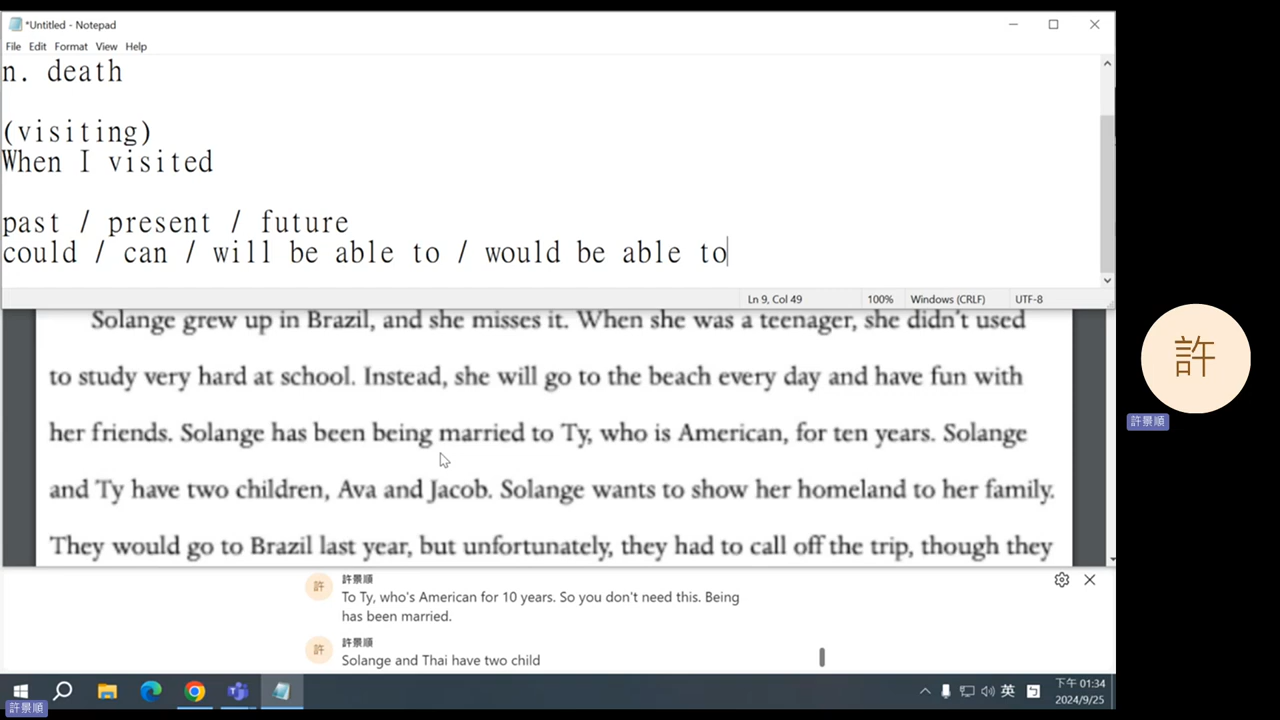 *Untitled - Notepad
File Edit Format View Help
n. death
(visiting)
When I visited
past / present / future
could / can / will be able to / would be able to
Ln 9, Col 49 100% Windows (CRLF) UTF-8
Solange grew up in Brazil, and she misses it. When she was a teenager, she didn't used
to study very hard at school. Instead, she will go to the beach every day and have fun with
her friends. Solange has been being married to Ty, who is American, for ten years. Solange
and Ty have two children, Ava and Jacob. Solange wants to show her homeland to her family.
They would go to Brazil last year, but unfortunately, they had to call off the trip, though they
許 許景順
To Ty, who's American for 10 years. So you don't need this. Being
has been married.
許 許景順
Solange and Thai have two child
英 下午 01:34
2024/9/25
許景順
許
許景順